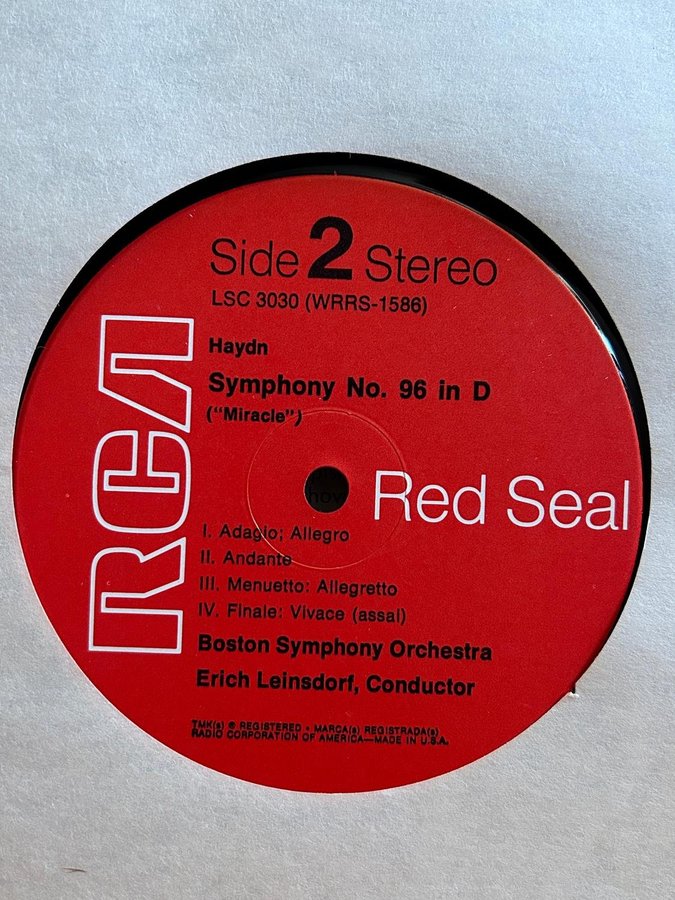 Side 2 Stereo
LSC 3030 (WRRS-1586)
Haydn
Symphony No. 96 in D
("Miracle")
RCA
Red Seal
I. Adagio; Allegro
II. Andante
III. Menuetto: Allegretto
IV. Finale: Vivace (assai)
Boston Symphony Orchestra
Erich Leinsdorf, Conductor
TMK(s) ® REGISTERED • MARCA(s) REGISTRADA(s)
RADIO CORPORATION OF AMERICA—MADE IN U.S.A.